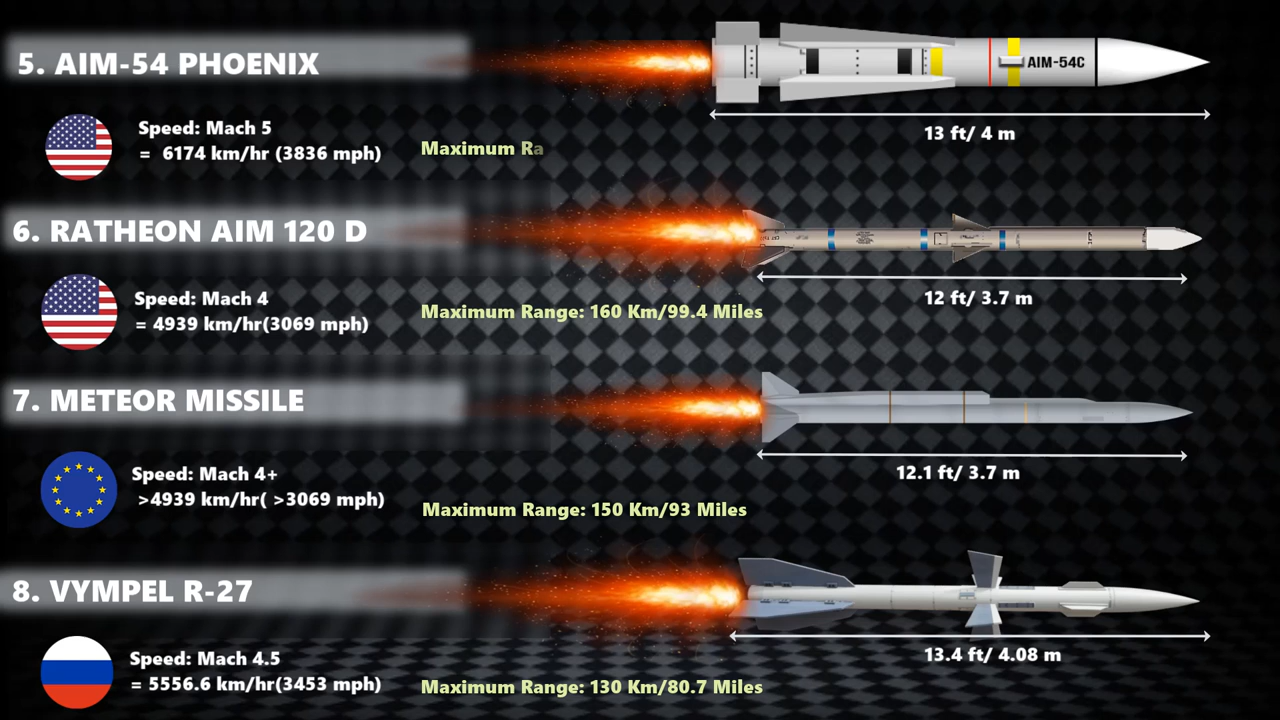 5. AIM-54 PHOENIX
AIM-54C
13 ft/ 4 m
Speed: Mach 5
= 6174 km/hr (3836 mph)
Maximum Ra
6. RATHEON AIM 120 D
12 ft/ 3.7 m
Speed: Mach 4
= 4939 km/hr(3069 mph)
Maximum Range: 160 Km/99.4 Miles
7. METEOR MISSILE
12.1 ft/ 3.7 m
Speed: Mach 4+
>4939 km/hr( >3069 mph)
Maximum Range: 150 Km/93 Miles
8. VYMPEL R-27
13.4 ft/ 4.08 m
Speed: Mach 4.5
= 5556.6 km/hr(3453 mph)
Maximum Range: 130 Km/80.7 Miles